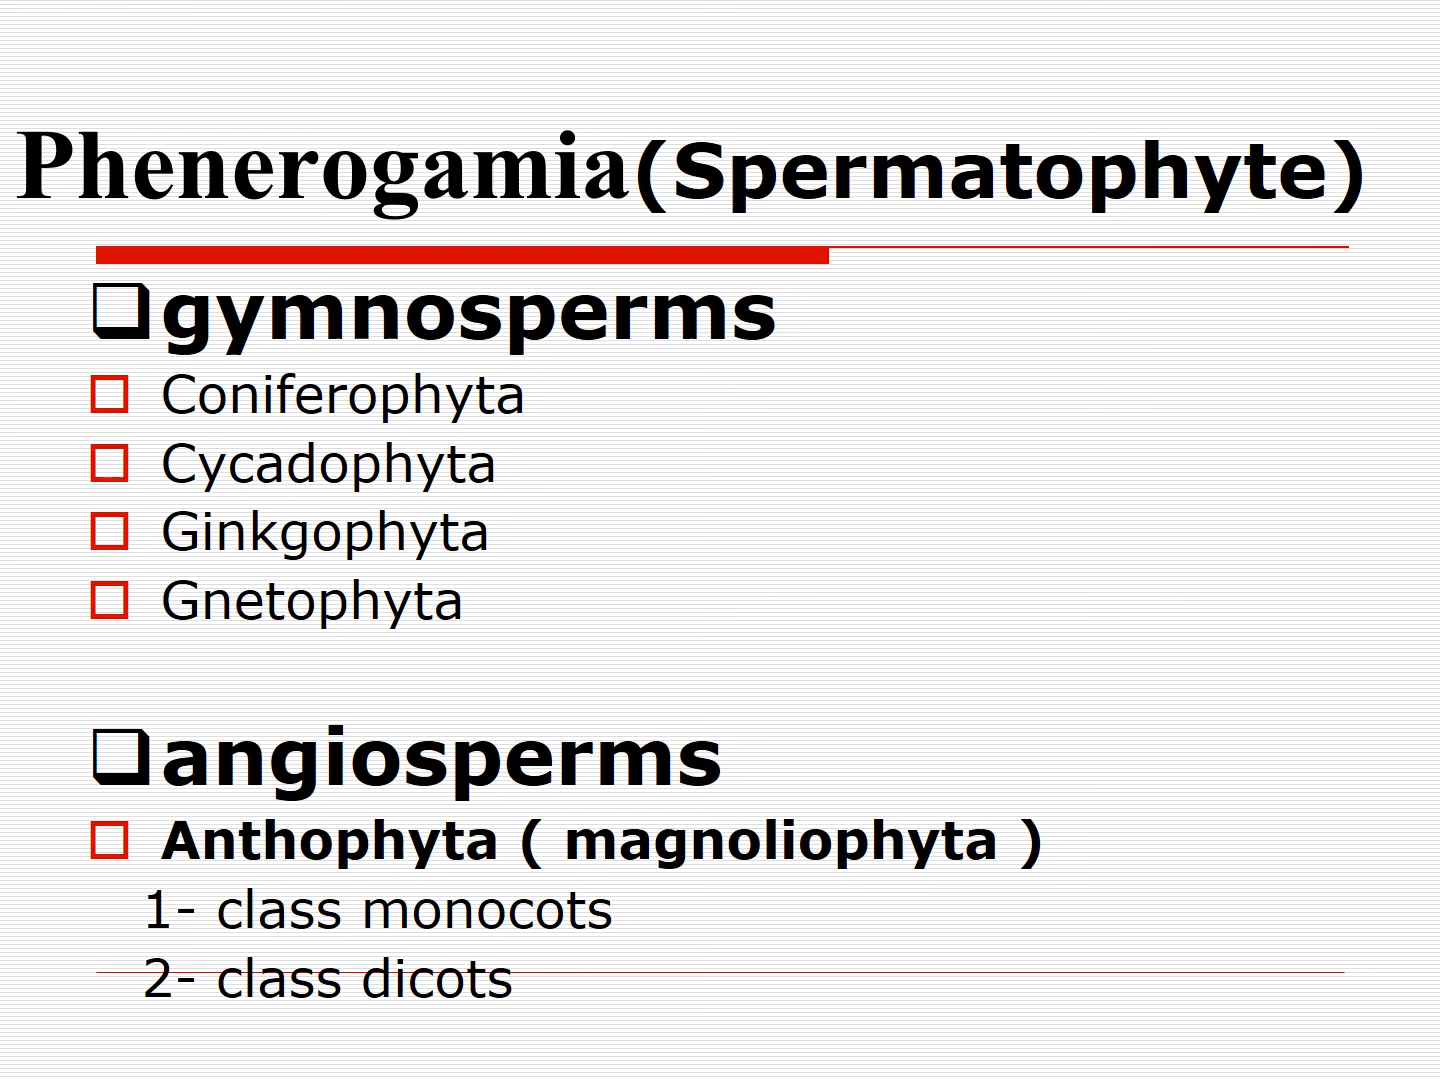 Phenerogamia(Spermatophyte)
gymnosperms
Coniferophyta
Cycadophyta
Ginkgophyta
Gnetophyta
angiosperms
Anthophyta ( magnoliophyta )
1- class monocots
2- class dicots